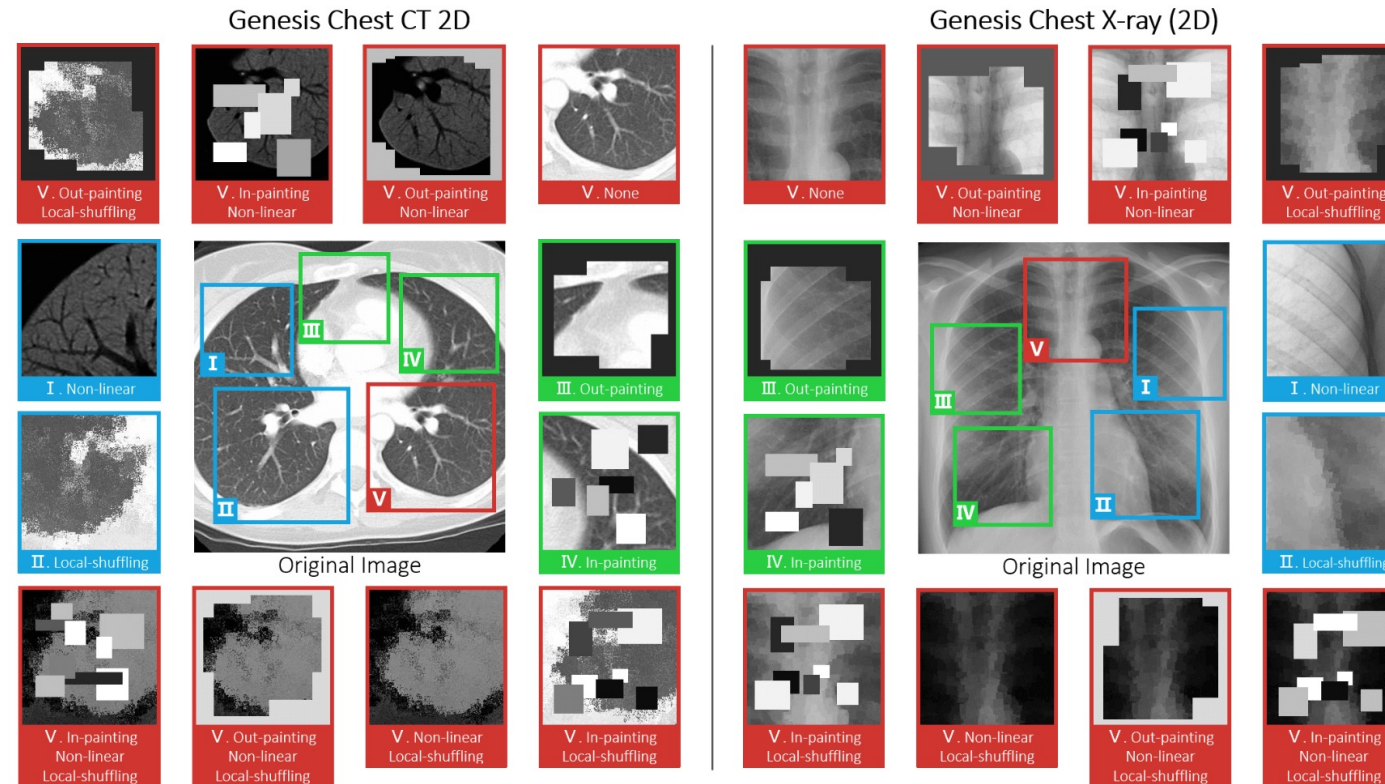 Genesis Chest CT 2D
Genesis Chest X-ray (2D)
Ⅴ. Out-painting
Local-shuffling
Ⅴ. In-painting
Non-linear
Ⅴ. Out-painting
Non-linear
Ⅴ. None
Ⅴ. None
Ⅴ. Out-painting
Non-linear
Ⅴ. In-painting
Non-linear
Ⅴ. Out-painting
Local-shuffling
Ⅰ. Non-linear
Ⅱ. Local-shuffling
Ⅰ
Ⅲ
Ⅳ
Ⅱ
Ⅴ
Original Image
Ⅲ. Out-painting
Ⅳ. In-painting
Ⅲ. Out-painting
Ⅳ. In-painting
Ⅴ
Ⅰ
Ⅲ
Ⅱ
Ⅳ
Original Image
Ⅰ. Non-linear
Ⅱ. Local-shuffling
Ⅴ. In-painting
Non-linear
Local-shuffling
Ⅴ. Out-painting
Non-linear
Local-shuffling
Ⅴ. Non-linear
Local-shuffling
Ⅴ. In-painting
Local-shuffling
Ⅴ. In-painting
Local-shuffling
Ⅴ. Non-linear
Local-shuffling
Ⅴ. Out-painting
Non-linear
Local-shuffling
Ⅴ. In-painting
Non-linear
Local-shuffling